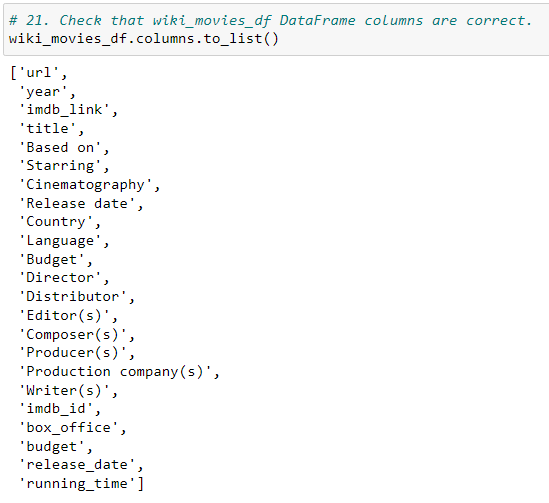 # 21. Check that wiki_movies_df DataFrame columns are correct.
wiki_movies_df.columns.to_list()
['url',
 'year',
 'imdb_link',
 'title',
 'Based on',
 'Starring',
 'Cinematography',
 'Release date',
 'Country',
 'Language',
 'Budget',
 'Director',
 'Distributor',
 'Editor(s)',
 'Composer(s)',
 'Producer(s)',
 'Production company(s)',
 'Writer(s)',
 'imdb_id',
 'box_office',
 'budget',
 'release_date',
 'running_time']